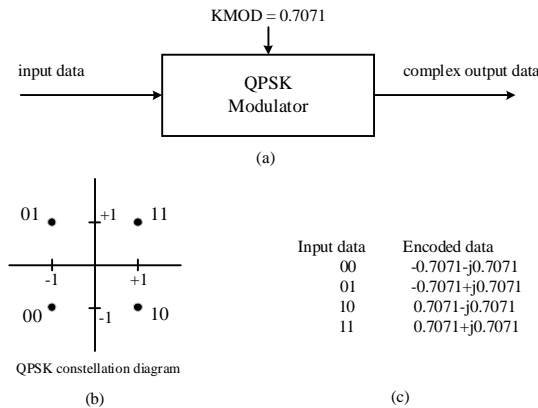 KMOD = 0.7071
input data
QPSK
Modulator
complex output data
(a)
01
+1
11
-1
+1
00
-1
10
QPSK constellation diagram
(b)
Input data Encoded data
00 -0.7071-j0.7071
01 -0.7071+j0.7071
10 0.7071-j0.7071
11 0.7071+j0.7071
(c)